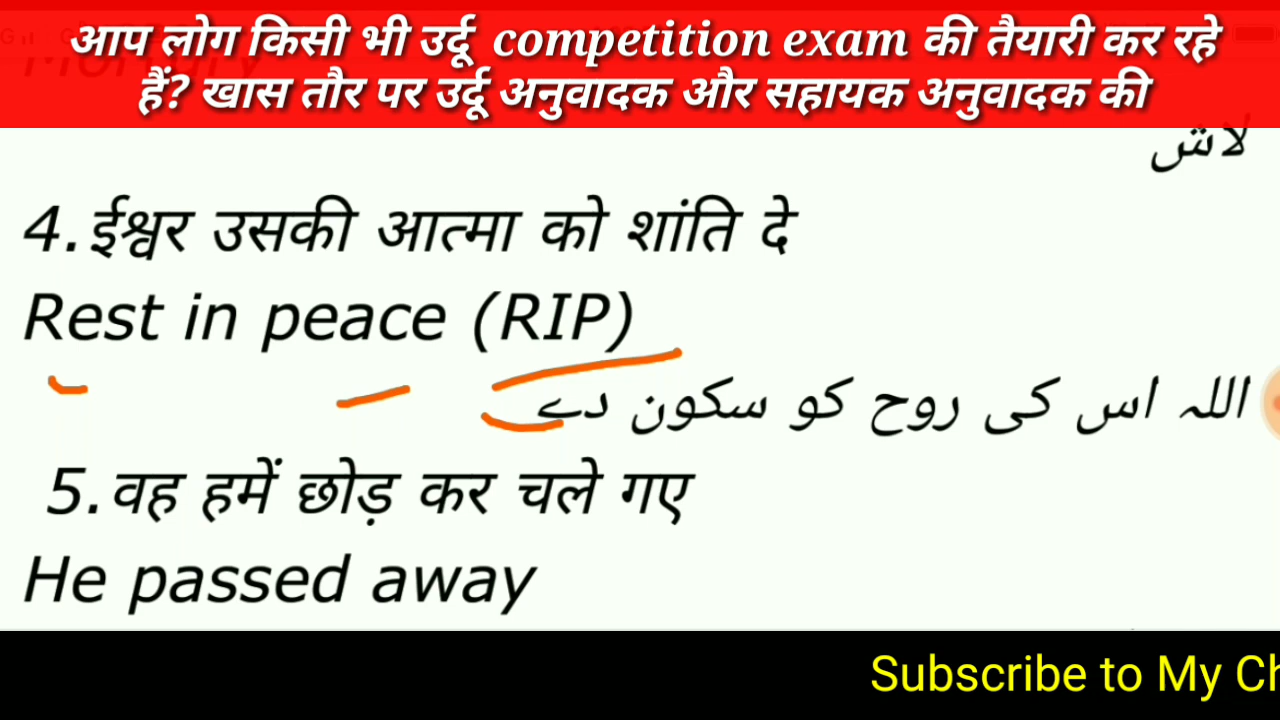 आप लोग किसी भी उर्दू competition exam की तैयारी कर रहे
हैं? खास तौर पर उर्दू अनुवादक और सहायक अनुवादक की
لاش
4.ईश्वर उसकी आत्मा को शांति दे
Rest in peace (RIP)
اللہ اس کی روح کو سکون دے
5.वह हमें छोड़ कर चले गए
He passed away
Subscribe to My Ch